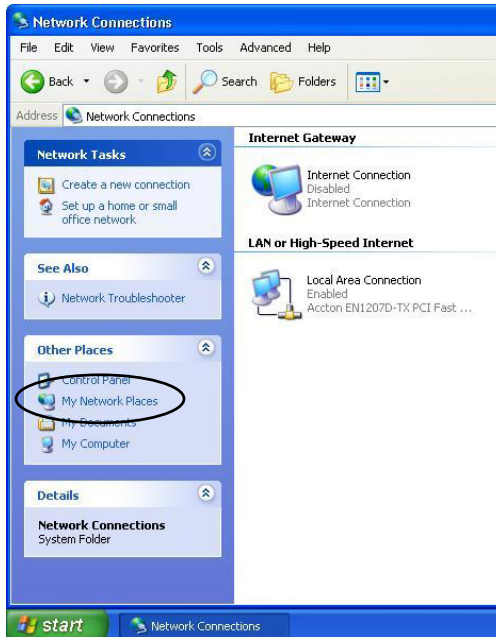 Network Connections
File Edit View Favorites Tools Advanced Help
Back Search Folders
Address Network Connections
Network Tasks
Create a new connection
Set up a home or small
office network
See Also
Network Troubleshooter
Other Places
Control Panel
My Network Places
My Documents
My Computer
Details
Network Connections
System Folder
Internet Gateway
Internet Connection
Disabled
Internet Connection
LAN or High-Speed Internet
Local Area Connection
Enabled
Accton EN1207D-TX PCI Fast ...
start Network Connections